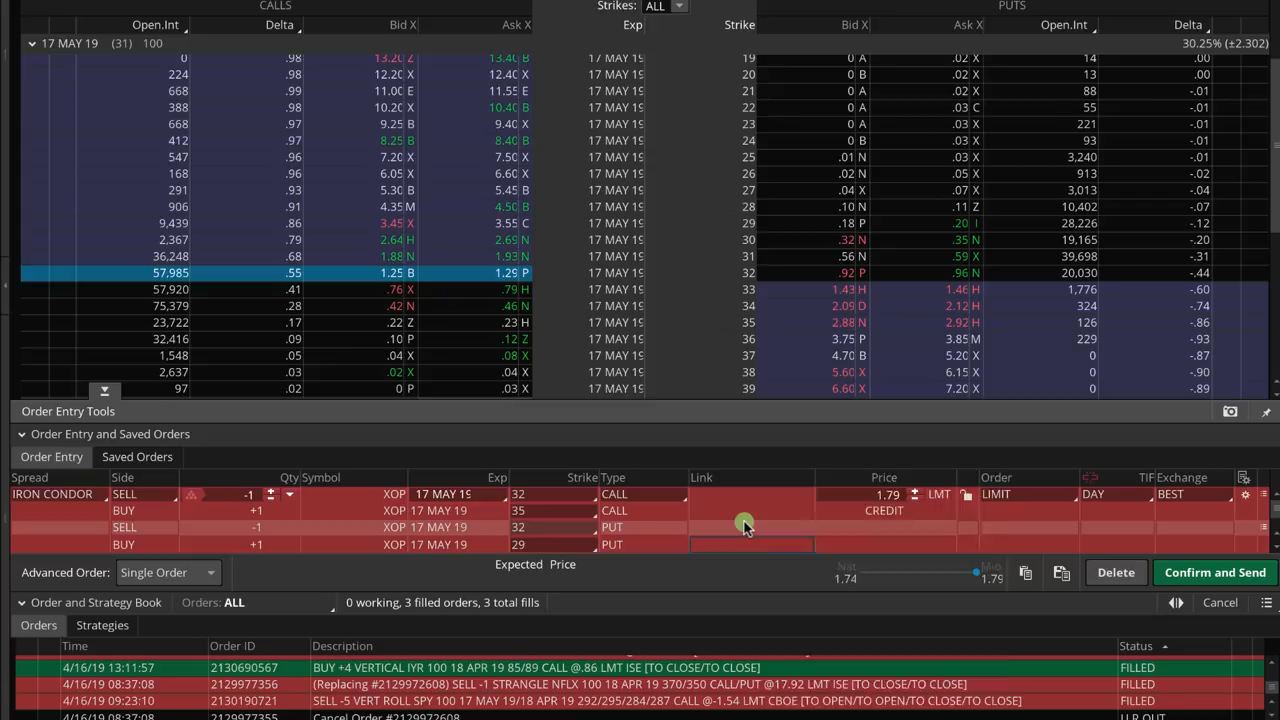 CALLS Strikes: ALL PUTS
Open.Int Delta Bid X Ask X Exp Strike Bid X Ask X Open.Int Delta
17 MAY 19 (31) 100 30.25% (±2.302)
0 .98 13.20 Z 13.40 B 17 MAY 19 19 0 A .02 X 14 .00
224 .98 12.20 X 12.40 X 17 MAY 19 20 0 B .02 X 13 .00
668 .99 11.00 E 11.55 E 17 MAY 19 21 0 A .02 X 88 -.01
388 .98 10.20 X 10.40 B 17 MAY 19 22 0 A .03 C 55 -.01
668 .97 9.25 B 9.40 X 17 MAY 19 23 0 A .03 X 221 -.01
412 .97 8.25 B 8.40 B 17 MAY 19 24 0 B .03 X 93 -.01
547 .96 7.20 X 7.50 X 17 MAY 19 25 .01 N .03 X 3,240 -.01
168 .96 6.05 X 6.60 X 17 MAY 19 26 .02 N .05 X 913 -.02
291 .93 5.30 B 5.45 B 17 MAY 19 27 .04 X .07 X 3,013 -.04
906 .91 4.35 M 4.50 B 17 MAY 19 28 .10 N .11 Z 10,402 -.07
9,439 .86 3.45 X 3.55 C 17 MAY 19 29 .18 P .20 I 28,226 -.12
2,367 .79 2.64 H 2.69 N 17 MAY 19 30 .32 N .35 N 19,165 -.20
36,248 .68 1.88 N 1.93 N 17 MAY 19 31 .56 N .59 X 39,698 -.31
57,985 .55 1.25 B 1.29 P 17 MAY 19 32 .92 P .96 N 20,030 -.44
57,920 .41 .76 X .79 H 17 MAY 19 33 1.43 H 1.46 H 1,776 -.60
75,379 .28 .42 N .46 N 17 MAY 19 34 2.09 D 2.12 H 324 -.74
23,722 .17 .22 Z .23 H 17 MAY 19 35 2.88 N 2.92 H 126 -.86
32,416 .09 .10 P .12 Z 17 MAY 19 36 3.75 P 3.85 M 229 -.93
1,548 .05 .04 X .08 X 17 MAY 19 37 4.70 B 5.20 X 0 -.87
2,637 .03 .02 X .04 X 17 MAY 19 38 5.60 X 6.15 X 0 -.90
97 .02 0 P .03 X 17 MAY 19 39 6.60 X 7.20 X 0 -.89
Order Entry Tools
Order Entry and Saved Orders
Order Entry Saved Orders
Spread Side Qty Symbol Exp Strike Type Link Price Order TIF Exchange
IRON CONDOR SELL -1 XOP 17 MAY 19 32 CALL 1.79 LMT LIMIT DAY BEST
BUY +1 XOP 17 MAY 19 35 CALL CREDIT
SELL -1 XOP 17 MAY 19 32 PUT
BUY +1 XOP 17 MAY 19 29 PUT
Advanced Order: Single Order Expected Price Nat 1.74 Mid 1.79 Delete Confirm and Send
Order and Strategy Book Orders: ALL 0 working, 3 filled orders, 3 total fills Cancel
Orders Strategies
Time Order ID Description Status
4/16/19 13:11:57 2130690567 BUY +4 VERTICAL IYR 100 18 APR 19 85/89 CALL @.86 LMT ISE [TO CLOSE/TO CLOSE] FILLED
4/16/19 08:37:08 2129977356 (Replacing #2129972608) SELL -1 STRANGLE NFLX 100 18 APR 19 370/350 CALL/PUT @17.92 LMT ISE [TO CLOSE/TO CLOSE] FILLED
4/16/19 09:23:10 2130190721 SELL -5 VERT ROLL SPY 100 17 MAY 19/18 APR 19 292/295/284/287 CALL @-1.54 LMT CBOE [TO OPEN/TO OPEN/TO CLOSE/TO CLOSE] FILLED
4/16/19 08:37:08 2129977355 Cancel Order #2129972608